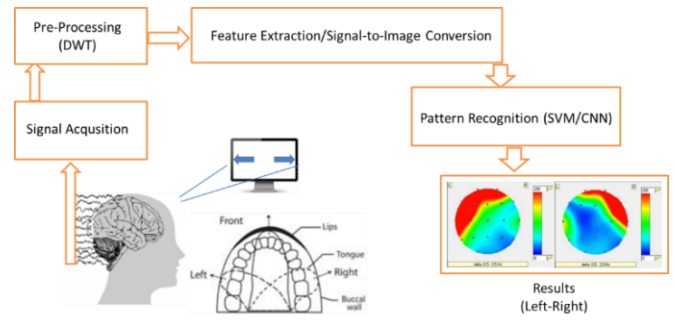 Pre-Processing
(DWT)
Feature Extraction/Signal-to-Image Conversion
Signal Acqusition
Pattern Recognition (SVM/CNN)
Front
Lips
Tongue
Left
Right
Buccal
wall
Results
(Left-Right)